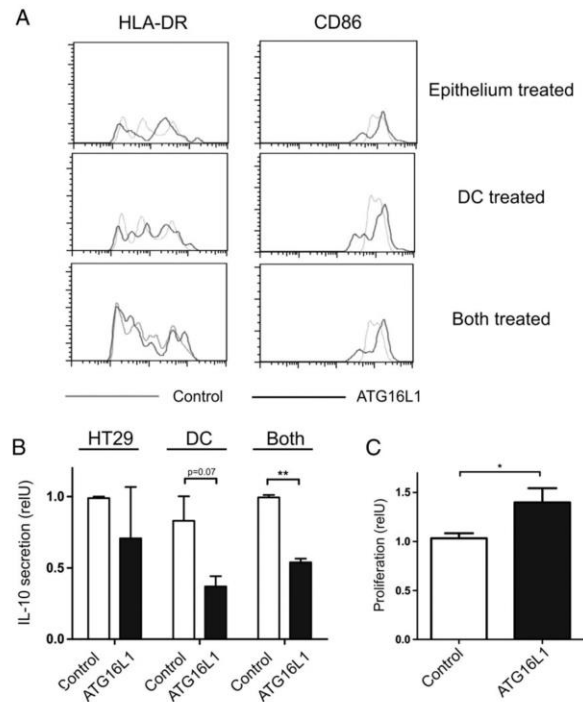 A
HLA-DR CD86
Epithelium treated
DC treated
Both treated
Control ATG16L1
B
HT29 DC Both
p=0.07
**
IL-10 secretion (relU)
1.0
0.5
0.0
Control ATG16L1 Control ATG16L1 Control ATG16L1
C
*
Proliferation (relU)
1.5
1.0
0.5
0.0
Control ATG16L1